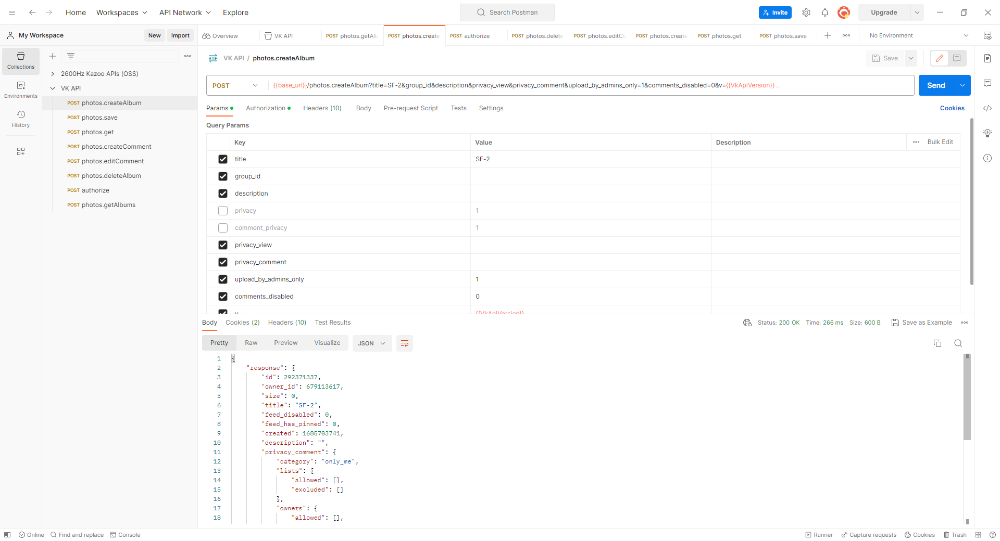 Home Workspaces API Network Explore Search Postman Invite Upgrade
My Workspace New Import Overview VK API POST photos.getAlb POST photos.create POST authorize POST photos.delete POST photos.editCo POST photos.create POST photos.get POST photos.save No Environment
Collections
Environments
History
2600Hz Kazoo APIs (OSS)
VK API
POST photos.createAlbum
POST photos.save
POST photos.get
POST photos.createComment
POST photos.editComment
POST photos.deleteAlbum
POST authorize
POST photos.getAlbums
HTTP VK API / photos.createAlbum Save
POST {{base_url}}/photos.createAlbum?title=SF-2&group_id&description&privacy_view&privacy_comment&upload_by_admins_only=1&comments_disabled=0&v={{VkApiVersion}} ... Send
Params Authorization Headers (10) Body Pre-request Script Tests Settings Cookies
Query Params
Key Value Description Bulk Edit
title SF-2
group_id
description
privacy 1
comment_privacy 1
privacy_view
privacy_comment
upload_by_admins_only 1
comments_disabled 0
v {{VkApiVersion}}
Body Cookies (2) Headers (10) Test Results Status: 200 OK Time: 266 ms Size: 600 B Save as Example
Pretty Raw Preview Visualize JSON
1 {
2 "response": {
3 "id": 292371337,
4 "owner_id": 679113617,
5 "size": 0,
6 "title": "SF-2",
7 "feed_disabled": 0,
8 "feed_has_pinned": 0,
9 "created": 1685703741,
10 "description": "",
11 "privacy_comment": {
12 "category": "only_me",
13 "lists": {
14 "allowed": [],
15 "excluded": []
16 },
17 "owners": {
18 "allowed": [],
Online Find and replace Console Runner Capture requests Cookies Trash